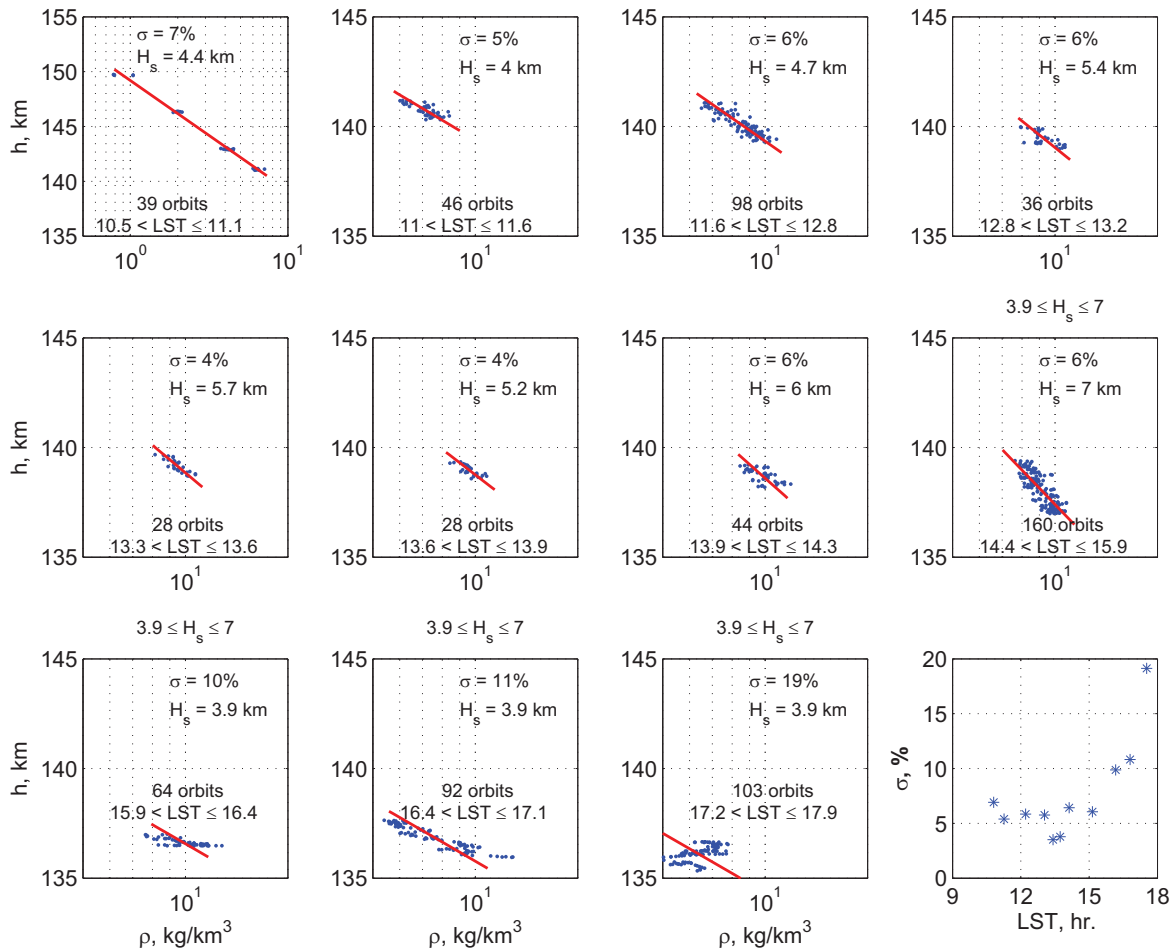 155
150
145
140
135
h, km
σ = 7%
H_s = 4.4 km
39 orbits
10.5 < LST ≤ 11.1
10^0
10^1
145
140
135
σ = 5%
H_s = 4 km
46 orbits
11 < LST ≤ 11.6
10^1
145
140
135
σ = 6%
H_s = 4.7 km
98 orbits
11.6 < LST ≤ 12.8
10^1
145
140
135
σ = 6%
H_s = 5.4 km
36 orbits
12.8 < LST ≤ 13.2
10^1
145
140
135
h, km
σ = 4%
H_s = 5.7 km
28 orbits
13.3 < LST ≤ 13.6
10^1
145
140
135
σ = 4%
H_s = 5.2 km
28 orbits
13.6 < LST ≤ 13.9
10^1
145
140
135
σ = 6%
H_s = 6 km
44 orbits
13.9 < LST ≤ 14.3
10^1
3.9 ≤ H_s ≤ 7
145
140
135
σ = 6%
H_s = 7 km
160 orbits
14.4 < LST ≤ 15.9
10^1
3.9 ≤ H_s ≤ 7
145
140
135
h, km
σ = 10%
H_s = 3.9 km
64 orbits
15.9 < LST ≤ 16.4
10^1
ρ, kg/km^3
3.9 ≤ H_s ≤ 7
145
140
135
σ = 11%
H_s = 3.9 km
92 orbits
16.4 < LST ≤ 17.1
10^1
ρ, kg/km^3
3.9 ≤ H_s ≤ 7
145
140
135
σ = 19%
H_s = 3.9 km
103 orbits
17.2 < LST ≤ 17.9
10^1
ρ, kg/km^3
20
15
10
5
0
σ, %
9
12
15
18
LST, hr.